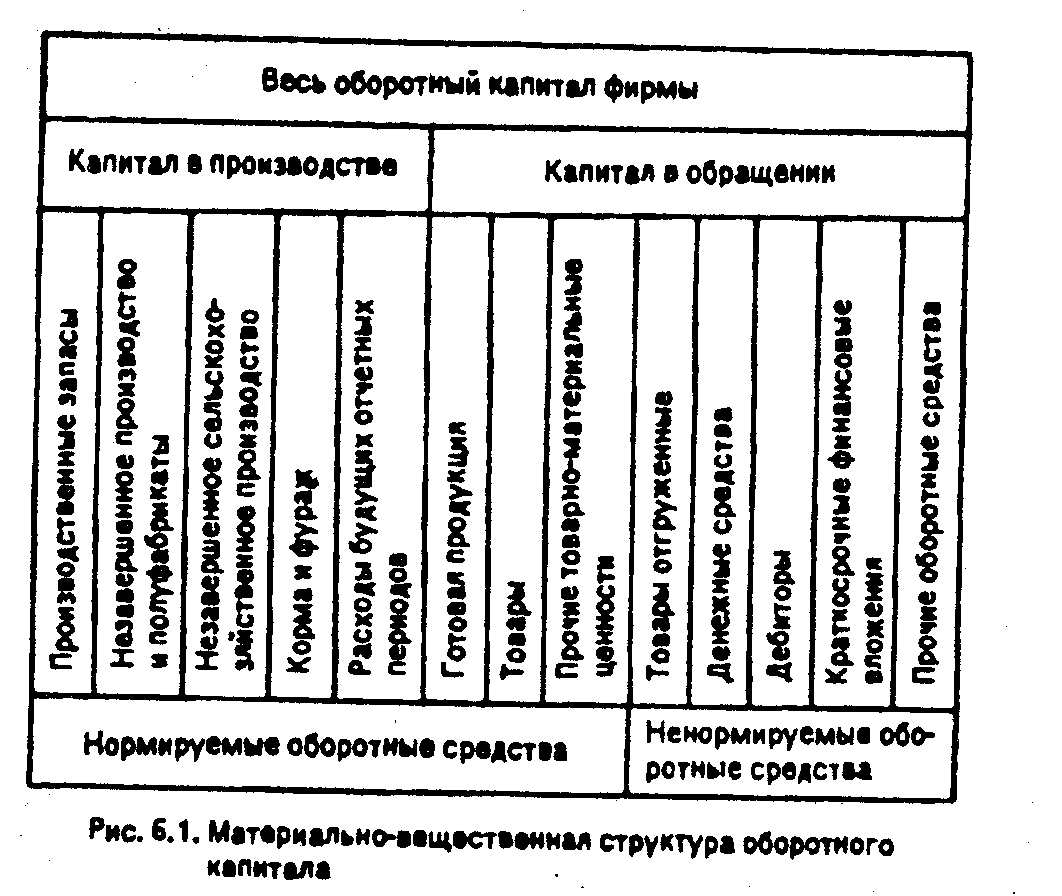 Весь оборотный капитал фирмы
Капитал в производстве
Капитал в обращении
Производственные запасы
Незавершенное производство
и полуфабрикаты
Незавершенное сельскохо-
зяйственное производство
Корма и фураж
Расходы будущих отчетных
периодов
Готовая продукция
Товары
Прочие товарно-материальные
ценности
Товары отгруженные
Денежные средства
Дебиторы
Краткосрочные финансовые
вложения
Прочие оборотные средства
Нормируемые оборотные средства
Ненормируемые обо-
ротные средства
Рис. 6.1. Материально-вещественная структура оборотного
капитала